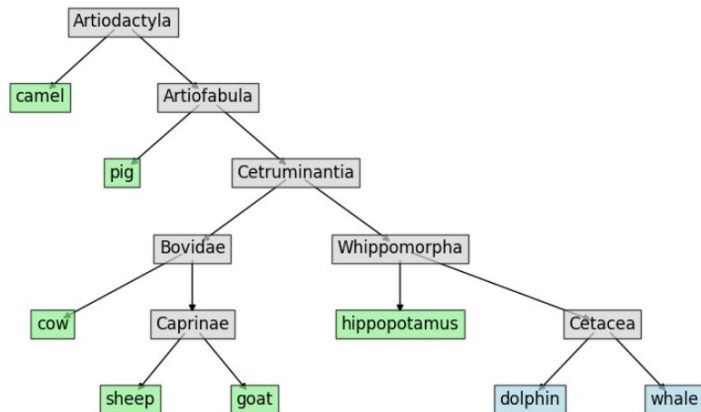 Artiodactyla
camel
Artiofabula
pig
Cetruminantia
Bovidae
Whippomorpha
cow
Caprinae
hippopotamus
Cetacea
sheep
goat
dolphin
whale